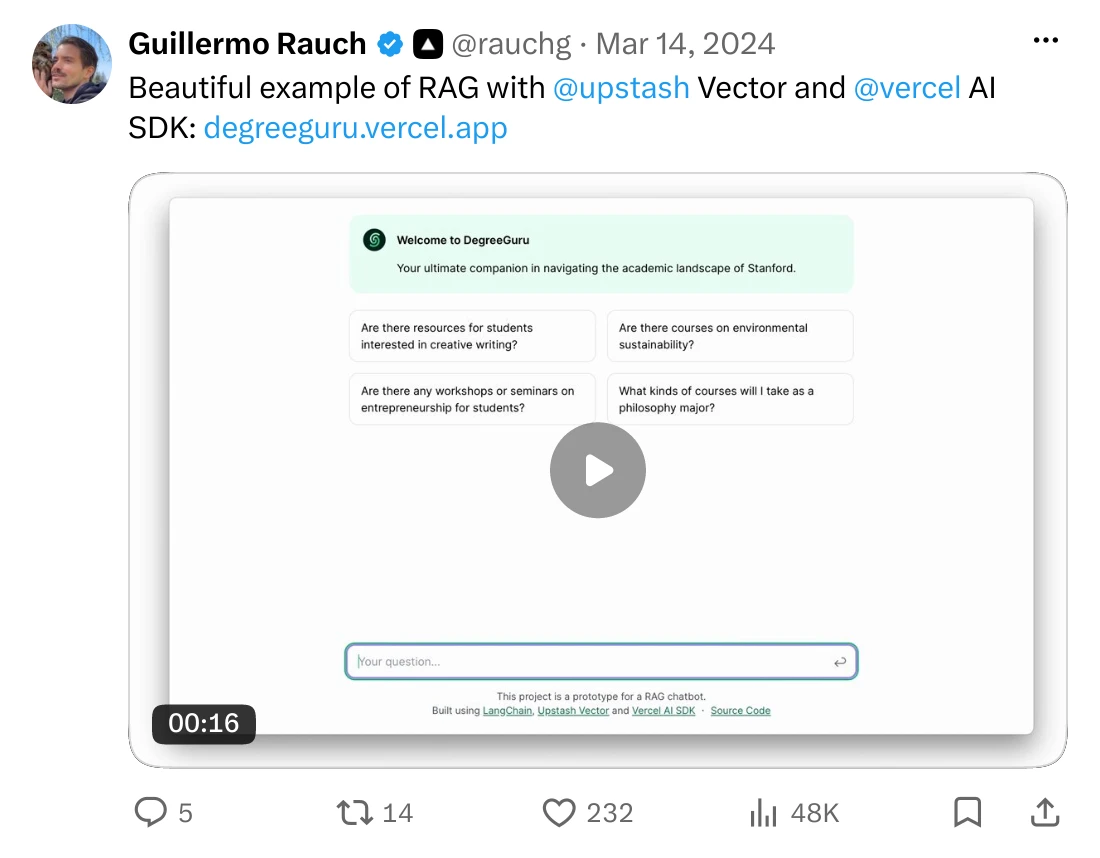 Guillermo Rauch @rauchg · Mar 14, 2024
Beautiful example of RAG with @upstash Vector and @vercel AI
SDK: degreeguru.vercel.app
Welcome to DegreeGuru
Your ultimate companion in navigating the academic landscape of Stanford.
Are there resources for students
interested in creative writing?
Are there courses on environmental
sustainability?
Are there any workshops or seminars on
entrepreneurship for students?
What kinds of courses will I take as a
philosophy major?
Your question...
This project is a prototype for a RAG chatbot.
Built using LangChain, Upstash Vector and Vercel AI SDK · Source Code
00:16
5 14 232 48K